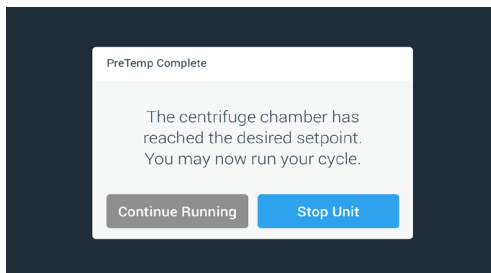 PreTemp Complete
The centrifuge chamber has
reached the desired setpoint.
You may now run your cycle.
Continue Running
Stop Unit